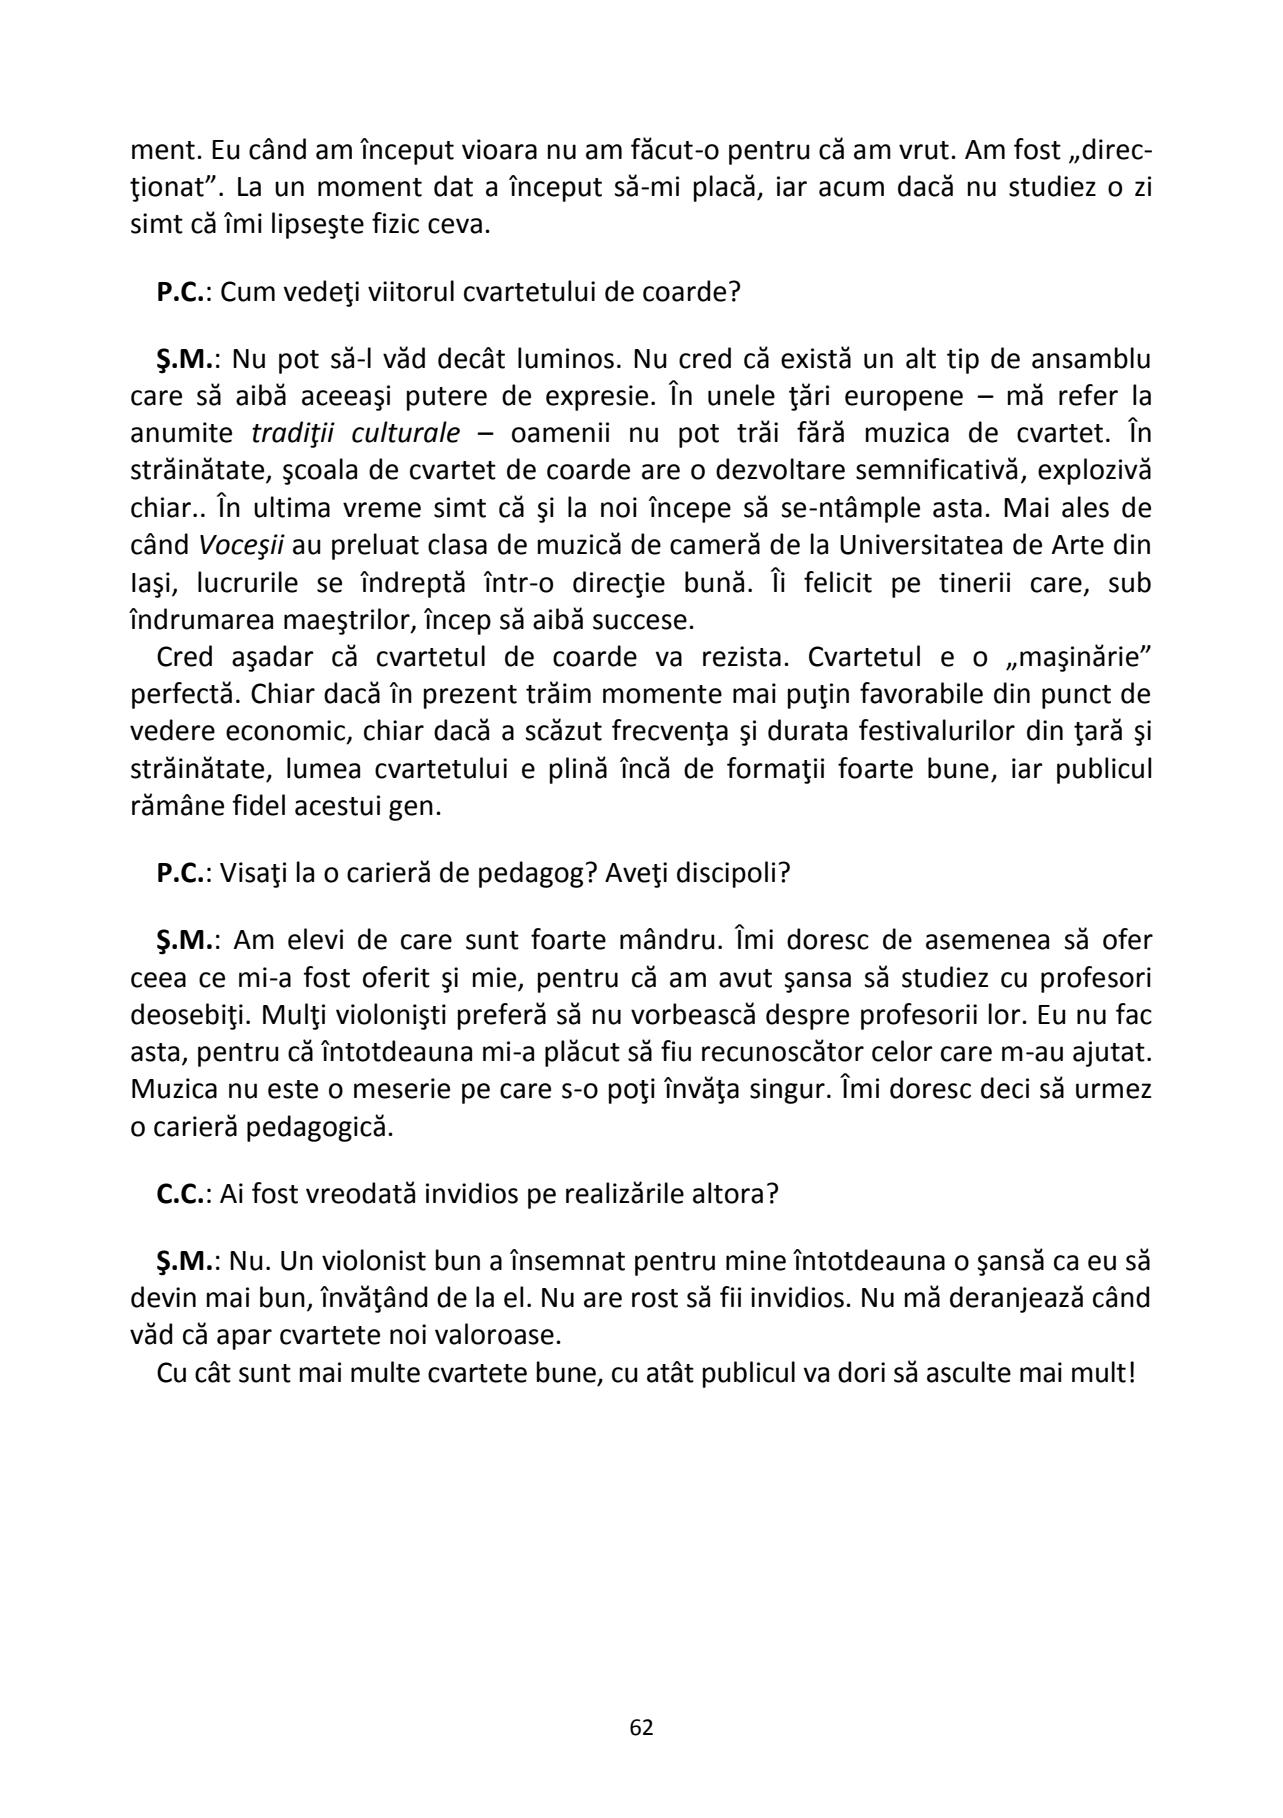 ment. Eu când am început vioara nu am făcut-o pentru că am vrut. Am fost „direc-
ţionat”. La un moment dat a început să-mi placă, iar acum dacă nu studiez o zi
simt că îmi lipseşte fizic ceva.
P.C.: Cum vedeţi viitorul cvartetului de coarde?
Ş.M.: Nu pot să-l văd decât luminos. Nu cred că există un alt tip de ansamblu
care să aibă aceeaşi putere de expresie. În unele ţări europene – mă refer la
anumite tradiţii culturale – oamenii nu pot trăi fără muzica de cvartet. În
străinătate, şcoala de cvartet de coarde are o dezvoltare semnificativă, explozivă
chiar.. În ultima vreme simt că şi la noi începe să se-ntâmple asta. Mai ales de
când Voceşii au preluat clasa de muzică de cameră de la Universitatea de Arte din
Iaşi, lucrurile se îndreptă într-o direcţie bună. Îi felicit pe tinerii care, sub
îndrumarea maeştrilor, încep să aibă succese.
Cred aşadar că cvartetul de coarde va rezista. Cvartetul e o „maşinărie”
perfectă. Chiar dacă în prezent trăim momente mai puţin favorabile din punct de
vedere economic, chiar dacă a scăzut frecvenţa şi durata festivalurilor din ţară şi
străinătate, lumea cvartetului e plină încă de formaţii foarte bune, iar publicul
rămâne fidel acestui gen.
P.C.: Visaţi la o carieră de pedagog? Aveţi discipoli?
Ş.M.: Am elevi de care sunt foarte mândru. Îmi doresc de asemenea să ofer
ceea ce mi-a fost oferit şi mie, pentru că am avut şansa să studiez cu profesori
deosebiţi. Mulţi violonişti preferă să nu vorbească despre profesorii lor. Eu nu fac
asta, pentru că întotdeauna mi-a plăcut să fiu recunoscător celor care m-au ajutat.
Muzica nu este o meserie pe care s-o poţi învăţa singur. Îmi doresc deci să urmez
o carieră pedagogică.
C.C.: Ai fost vreodată invidios pe realizările altora?
Ş.M.: Nu. Un violonist bun a însemnat pentru mine întotdeauna o şansă ca eu să
devin mai bun, învăţând de la el. Nu are rost să fii invidios. Nu mă deranjează când
văd că apar cvartete noi valoroase.
Cu cât sunt mai multe cvartete bune, cu atât publicul va dori să asculte mai mult!
62